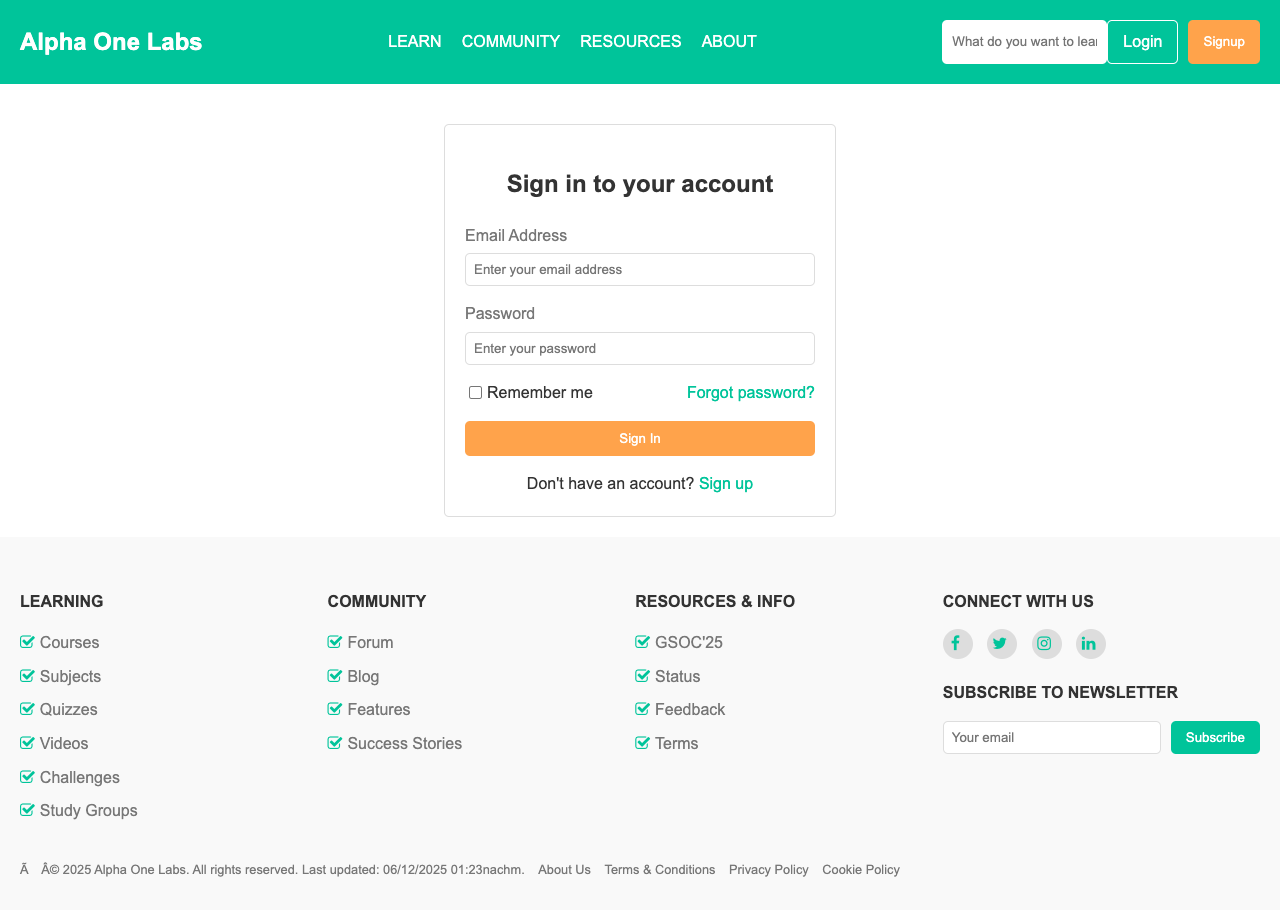 Alpha One Labs
LEARN COMMUNITY RESOURCES ABOUT
What do you want to lear
Login
Signup
Sign in to your account
Email Address
Enter your email address
Password
Enter your password
Remember me
Forgot password?
Sign In
Don't have an account? Sign up
LEARNING
Courses
Subjects
Quizzes
Videos
Challenges
Study Groups
COMMUNITY
Forum
Blog
Features
Success Stories
RESOURCES & INFO
GSOC'25
Status
Feedback
Terms
CONNECT WITH US
SUBSCRIBE TO NEWSLETTER
Your email
Subscribe
Ã Â© 2025 Alpha One Labs. All rights reserved. Last updated: 06/12/2025 01:23nachm. About Us Terms & Conditions Privacy Policy Cookie Policy